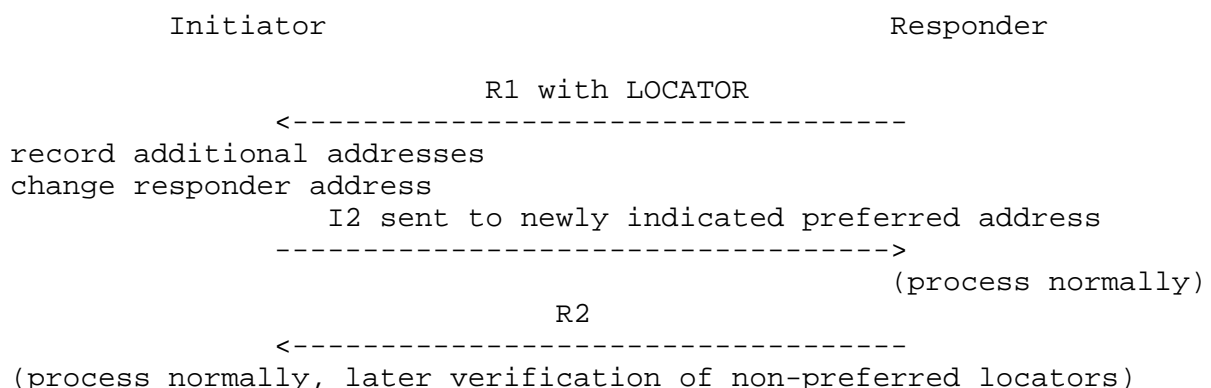 Initiator                                Responder
R1 with LOCATOR
<-----------------------------------
record additional addresses
change responder address
I2 sent to newly indicated preferred address
----------------------------------->
(process normally)
R2
<-----------------------------------
(process normally, later verification of non-preferred locators)